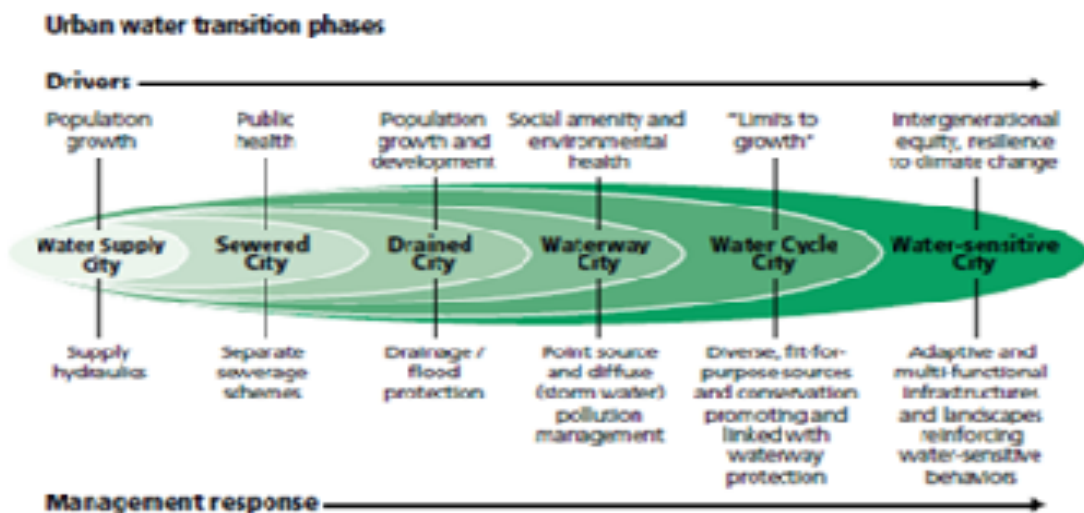 Urban water transition phases
Drivers
Population
growth
Public
health
Population
growth and
development
Social amenity and
environmental
health
"Limits to
growth"
Intergenerational
equity, resilience
to climate change
Water Supply
City
Sewered
City
Drained
City
Waterway
City
Water Cycle
City
Water-sensitive
City
Supply
hydraulics
Separate
sewerage
schemes
Drainage /
flood
protection
Point source
and diffuse
(storm water)
pollution
management
Diverse, fit-for-
purpose sources
and conservation
promoting and
linked with
waterway
protection
Adaptive and
multi-functional
infrastructures
and landscapes
reinforcing
water-sensitive
behaviors
Management response